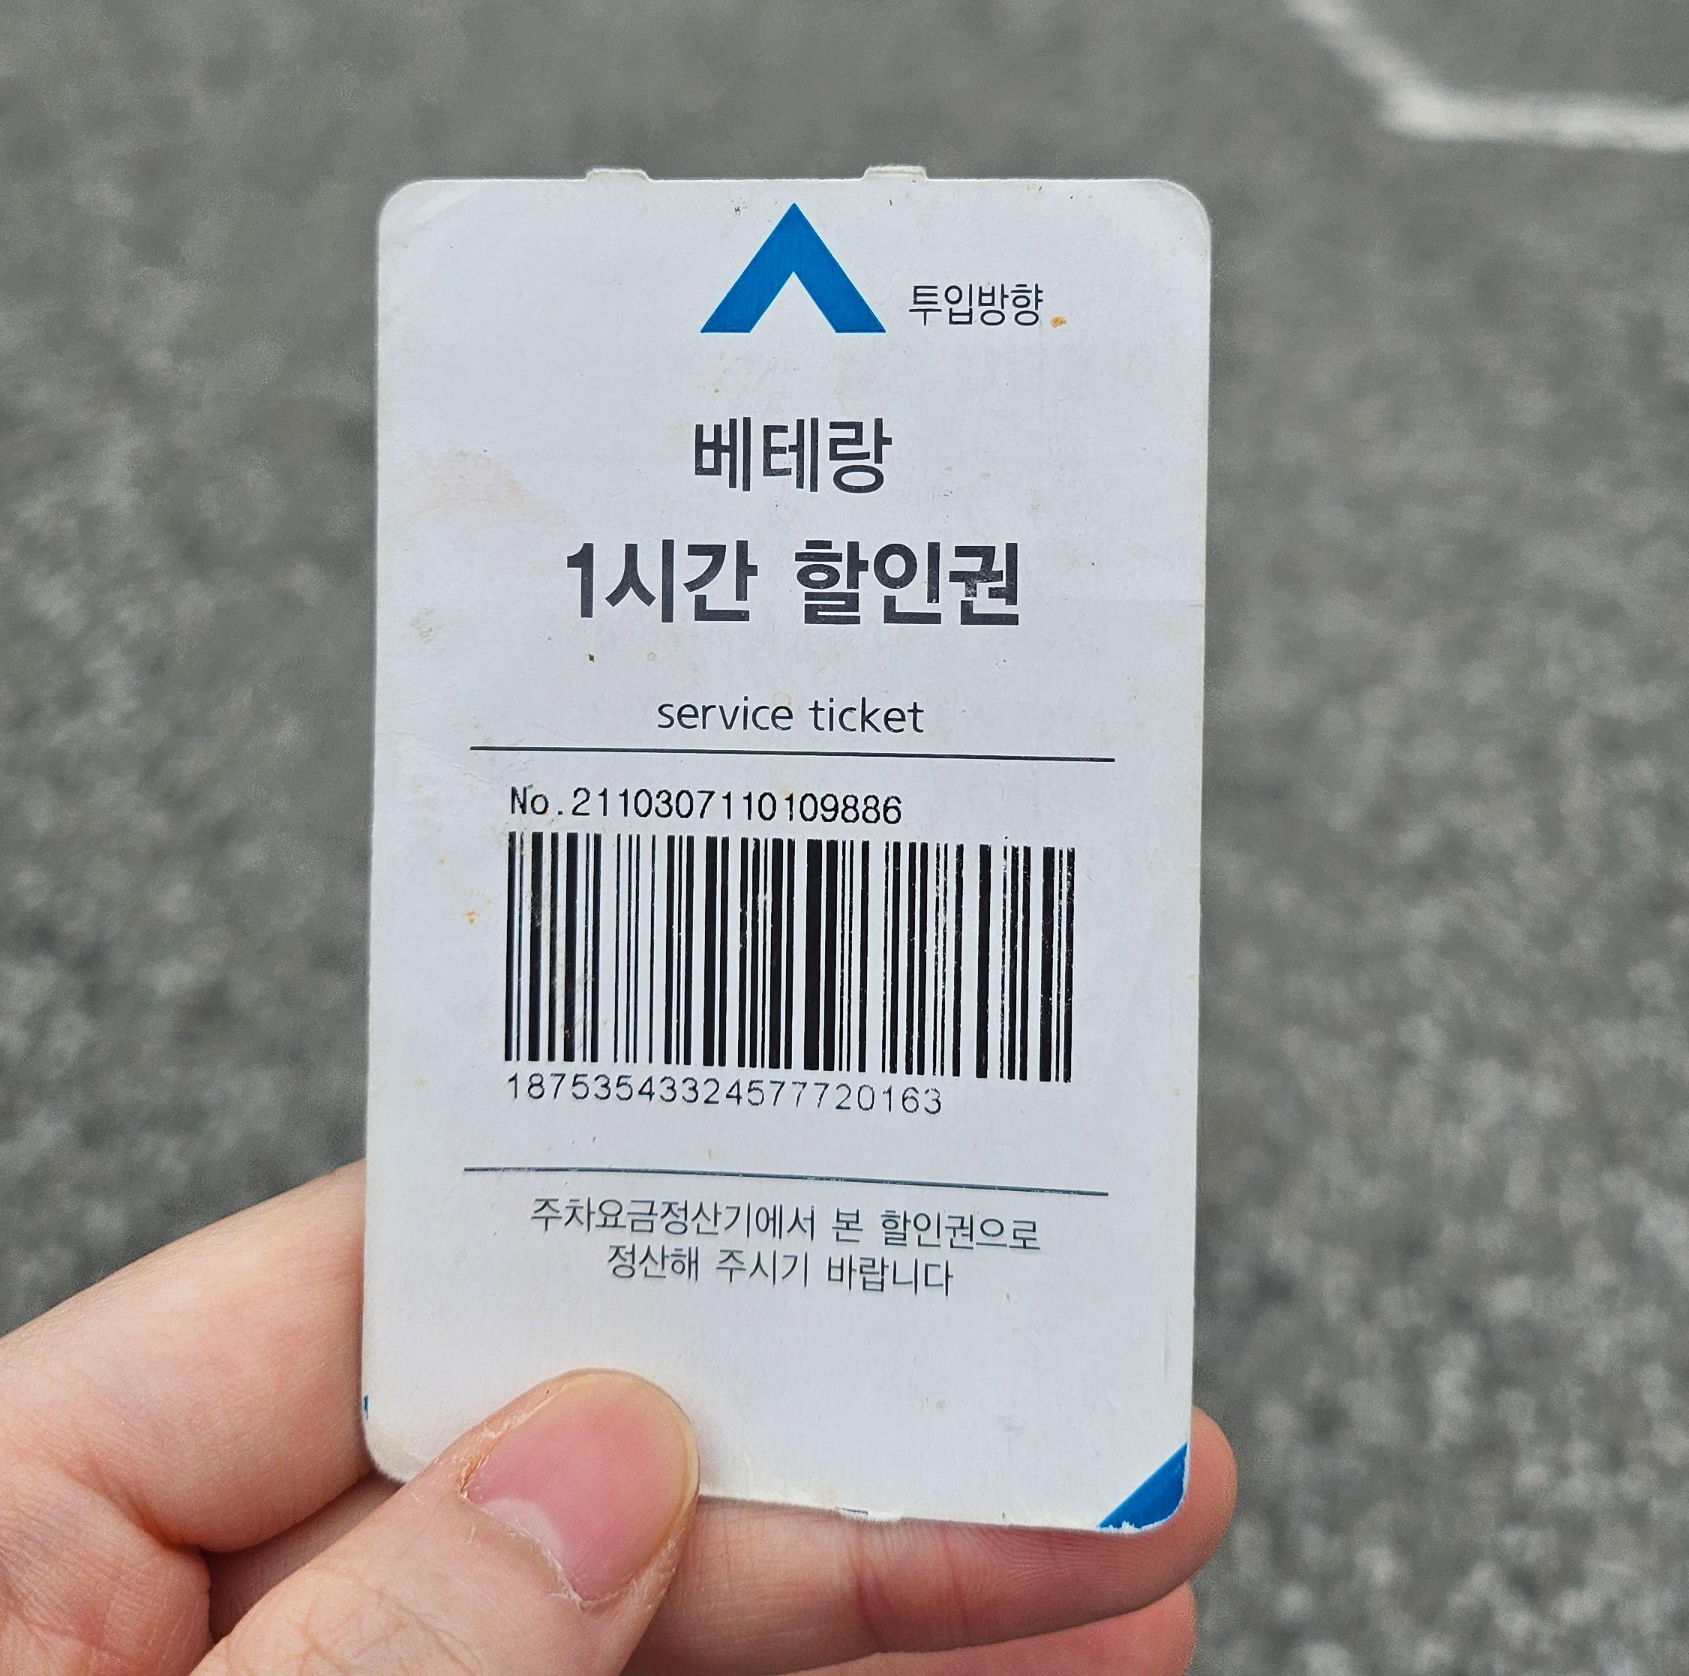 투입방향
베테랑
1시간 할인권
service ticket
No.2110307110109886
18753543324577720163
주차요금정산기에서 본 할인권으로
정산해 주시기 바랍니다